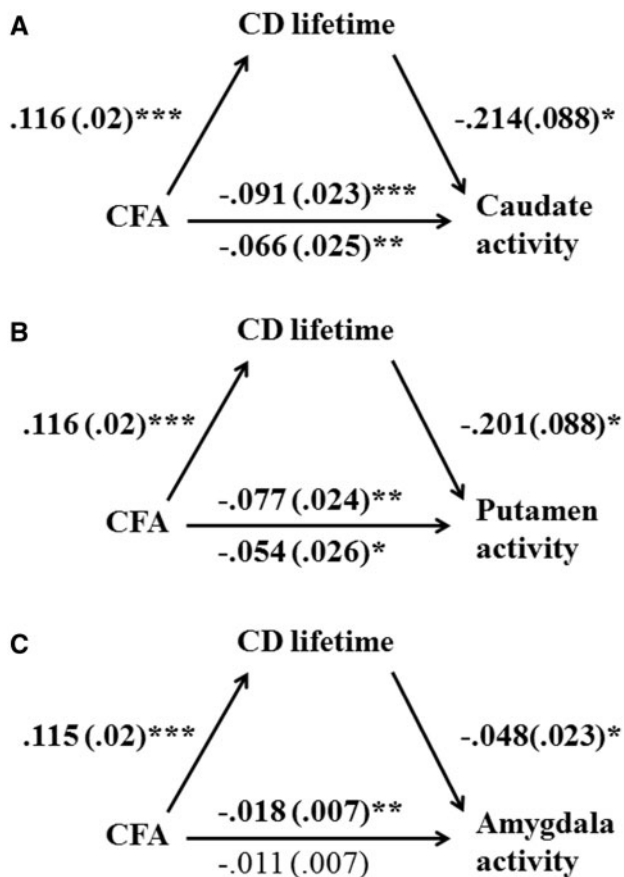 A
CD lifetime
.116 (.02)***
-.214(.088)*
-.091 (.023)***
CFA
Caudate
activity
-.066 (.025)**
B
CD lifetime
.116 (.02)***
-.201(.088)*
-.077 (.024)**
CFA
Putamen
activity
-.054 (.026)*
C
CD lifetime
.115 (.02)***
-.048(.023)*
-.018 (.007)**
CFA
Amygdala
activity
-.011 (.007)